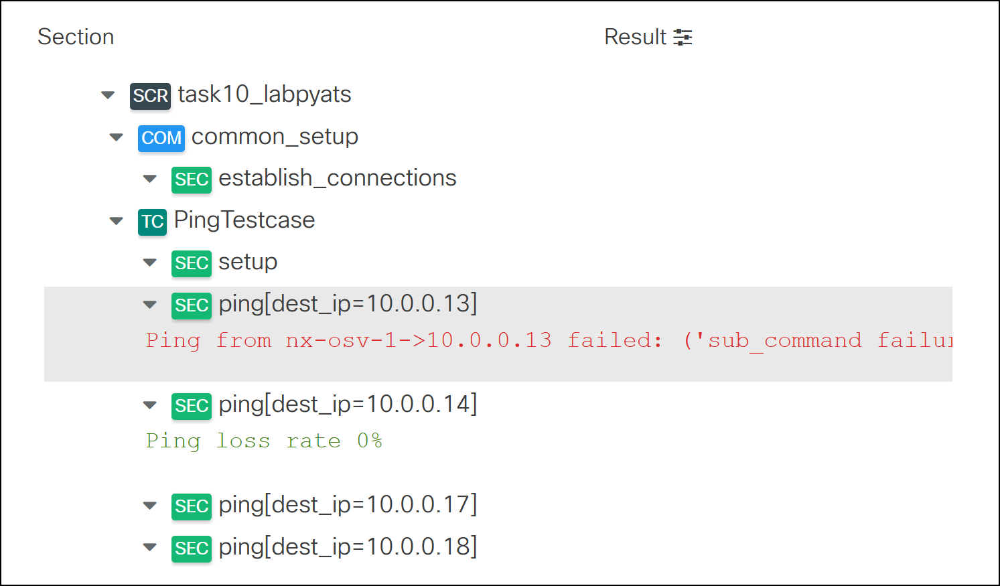 Section Result
SCR task10_labpyats
COM common_setup
SEC establish_connections
TC PingTestcase
SEC setup
SEC ping[dest_ip=10.0.0.13]
Ping from nx-osv-1->10.0.0.13 failed: ('sub_command
SEC ping[dest_ip=10.0.0.14]
Ping loss rate 0%
SEC ping[dest_ip=10.0.0.17]
SEC ping[dest_ip=10.0.0.18]